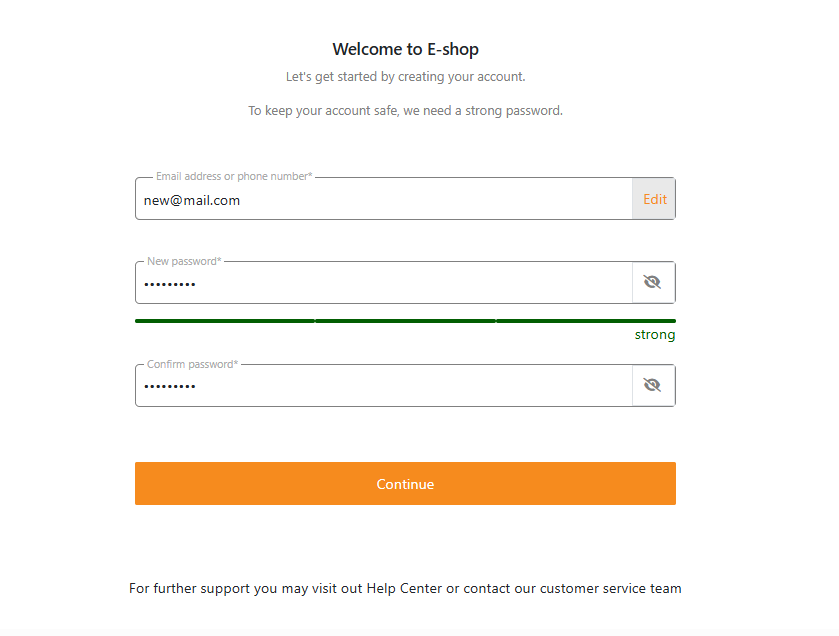 Welcome to E-shop
Let's get started by creating your account.
To keep your account safe, we need a strong password.
Email address or phone number*
new@mail.com
Edit
New password*
•••••••••
strong
Confirm password*
•••••••••
Continue
For further support you may visit out Help Center or contact our customer service team